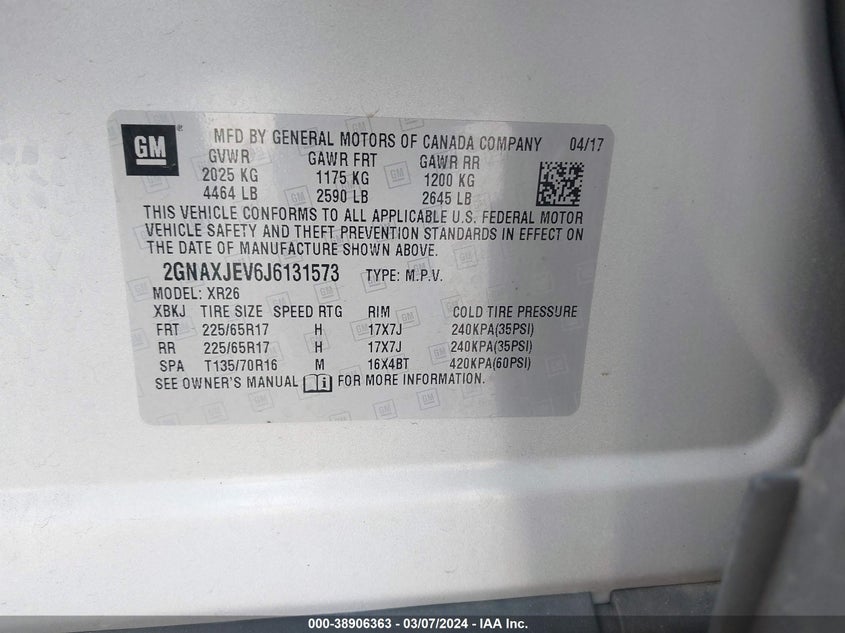 GM® MFD BY GENERAL MOTORS OF CANADA COMPANY 04/17
GVWR GAWR FRT GAWR RR
2025 KG 1175 KG 1200 KG
4464 LB 2590 LB 2645 LB
THIS VEHICLE CONFORMS TO ALL APPLICABLE U.S. FEDERAL MOTOR
VEHICLE SAFETY AND THEFT PREVENTION STANDARDS IN EFFECT ON
THE DATE OF MANUFACTURE SHOWN ABOVE.
2GNAXJEV6J6131573 TYPE: M.P.V.
MODEL: XR26
XBKJ TIRE SIZE SPEED RTG RIM COLD TIRE PRESSURE
FRT 225/65R17 H 17X7J 240KPA(35PSI)
RR 225/65R17 H 17X7J 240KPA(35PSI)
SPA T135/70R16 M 16X4BT 420KPA(60PSI)
SEE OWNER'S MANUAL FOR MORE INFORMATION.
000-38906363 — 03/07/2024 — IAA Inc.